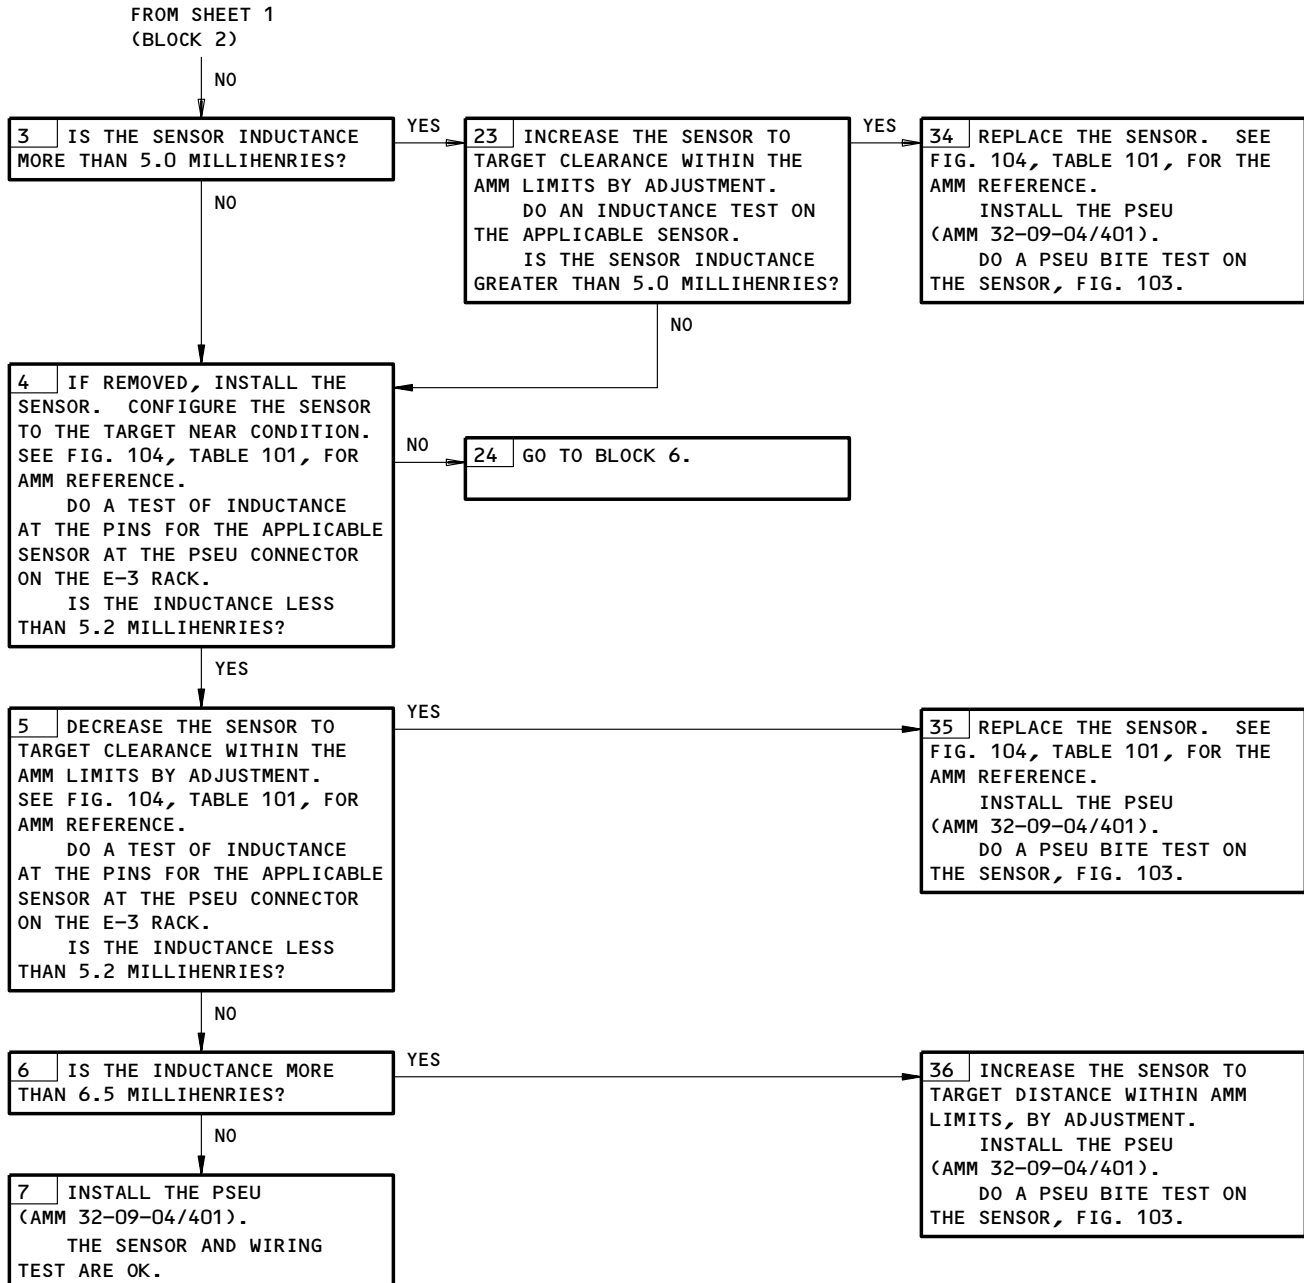 FROM SHEET 1
(BLOCK 2)
NO
3 IS THE SENSOR INDUCTANCE
MORE THAN 5.0 MILLIHENRIES?
YES
NO
23 INCREASE THE SENSOR TO
TARGET CLEARANCE WITHIN THE
AMM LIMITS BY ADJUSTMENT.
DO AN INDUCTANCE TEST ON
THE APPLICABLE SENSOR.
IS THE SENSOR INDUCTANCE
GREATER THAN 5.0 MILLIHENRIES?
YES
NO
34 REPLACE THE SENSOR. SEE
FIG. 104, TABLE 101, FOR THE
AMM REFERENCE.
INSTALL THE PSEU
(AMM 32-09-04/401).
DO A PSEU BITE TEST ON
THE SENSOR, FIG. 103.
4 IF REMOVED, INSTALL THE
SENSOR. CONFIGURE THE SENSOR
TO THE TARGET NEAR CONDITION.
SEE FIG. 104, TABLE 101, FOR
AMM REFERENCE.
DO A TEST OF INDUCTANCE
AT THE PINS FOR THE APPLICABLE
SENSOR AT THE PSEU CONNECTOR
ON THE E-3 RACK.
IS THE INDUCTANCE LESS
THAN 5.2 MILLIHENRIES?
NO
24 GO TO BLOCK 6.
YES
5 DECREASE THE SENSOR TO
TARGET CLEARANCE WITHIN THE
AMM LIMITS BY ADJUSTMENT.
SEE FIG. 104, TABLE 101, FOR
AMM REFERENCE.
DO A TEST OF INDUCTANCE
AT THE PINS FOR THE APPLICABLE
SENSOR AT THE PSEU CONNECTOR
ON THE E-3 RACK.
IS THE INDUCTANCE LESS
THAN 5.2 MILLIHENRIES?
YES
35 REPLACE THE SENSOR. SEE
FIG. 104, TABLE 101, FOR THE
AMM REFERENCE.
INSTALL THE PSEU
(AMM 32-09-04/401).
DO A PSEU BITE TEST ON
THE SENSOR, FIG. 103.
NO
6 IS THE INDUCTANCE MORE
THAN 6.5 MILLIHENRIES?
YES
36 INCREASE THE SENSOR TO
TARGET DISTANCE WITHIN AMM
LIMITS, BY ADJUSTMENT.
INSTALL THE PSEU
(AMM 32-09-04/401).
DO A PSEU BITE TEST ON
THE SENSOR, FIG. 103.
NO
7 INSTALL THE PSEU
(AMM 32-09-04/401).
THE SENSOR AND WIRING
TEST ARE OK.